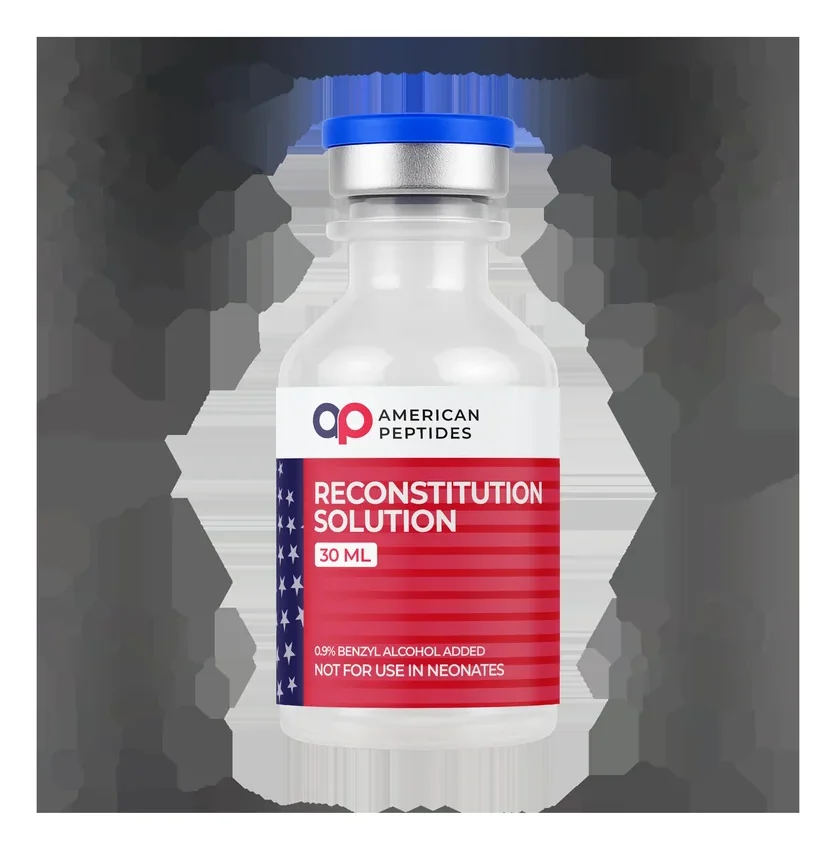 ap AMERICAN
PEPTIDES
RECONSTITUTION
SOLUTION
30 ML
0.9% BENZYL ALCOHOL ADDED
NOT FOR USE IN NEONATES